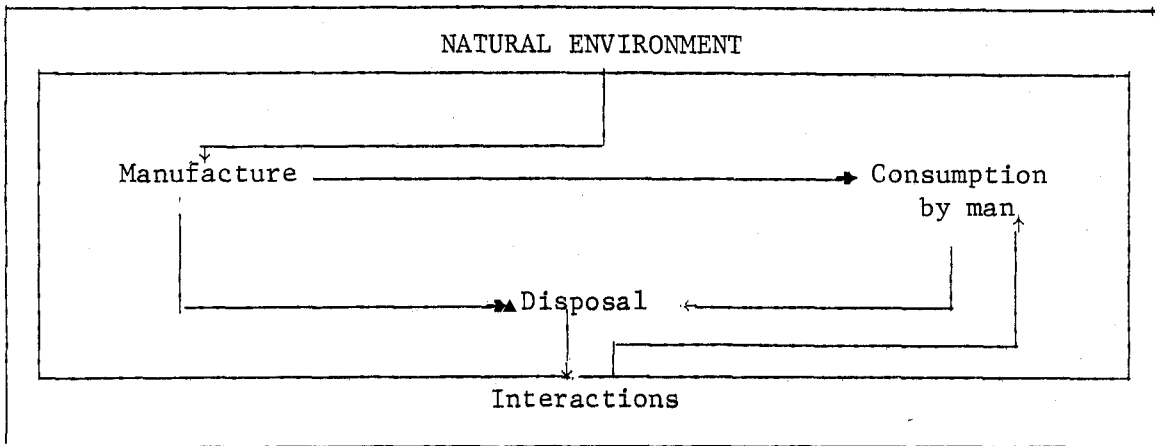 NATURAL ENVIRONMENT
Manufacture
Consumption
by man
Disposal
Interactions